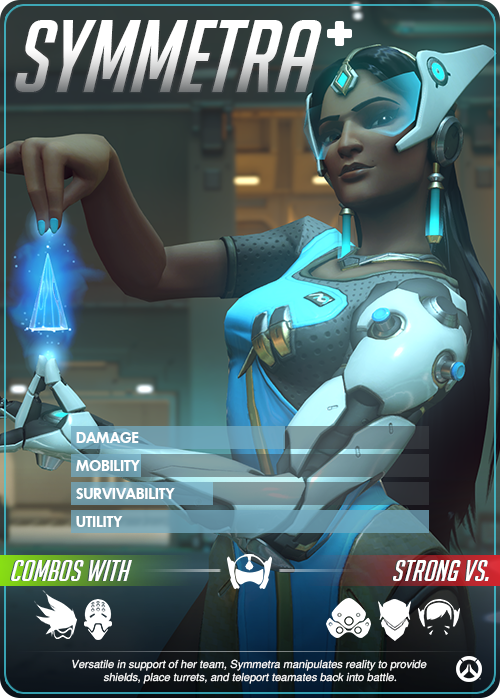 SYMMETRA+
DAMAGE
MOBILITY
SURVIVABILITY
UTILITY
COMBOS WITH
STRONG VS.
Versatile in support of her team, Symmetra manipulates reality to provide
shields, place turrets, and teleport teamates back into battle.